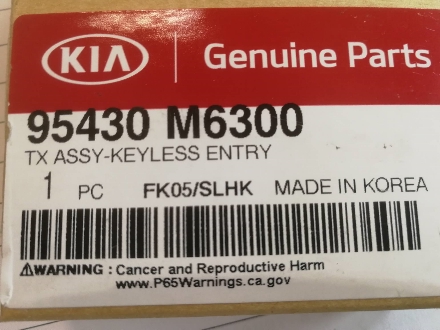 KIA Genuine Parts
95430 M6300
TX ASSY-KEYLESS ENTRY
1 PC FK05/SLHK MADE IN KOREA
WARNING : Cancer and Reproductive Harm
www.P65Warnings.ca.gov